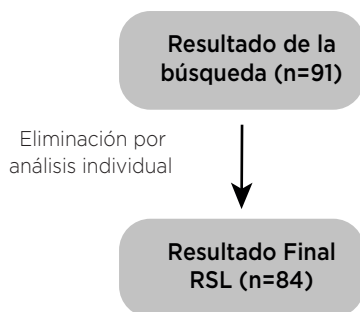 Resultado de la
búsqueda (n=91)
Eliminación por
análisis individual
Resultado Final
RSL (n=84)